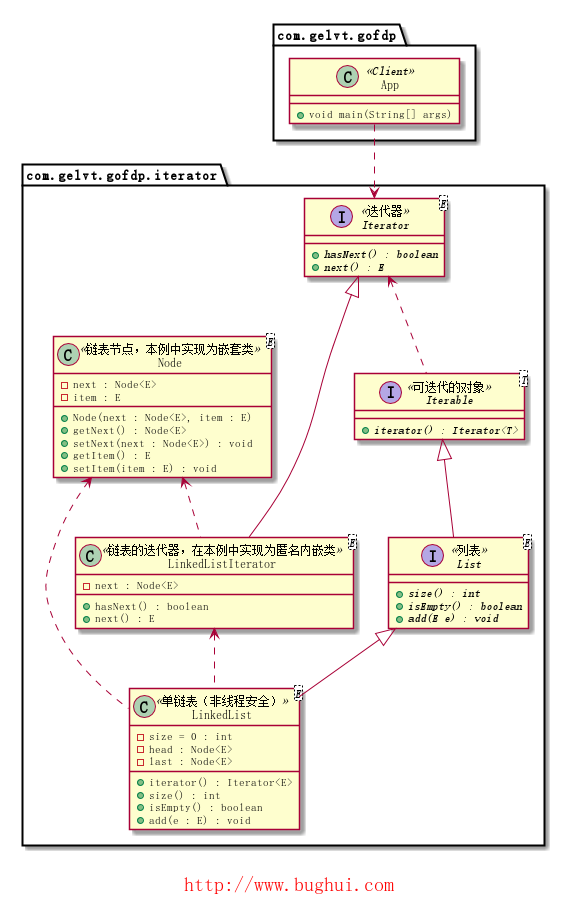 com.gelvt.gofdp
C
«Client»
App
void main(String[] args)
com.gelvt.gofdp.iterator
E
I
«迭代器»
Iterator
hasNext() : boolean
next() : E
E
C
«链表节点，本例中实现为嵌套类»
Node
next : Node<E>
item : E
Node(next : Node<E>, item : E)
getNext() : Node<E>
setNext(next : Node<E>) : void
getItem() : E
setItem(item : E) : void
T
I
«可迭代的对象»
Iterable
iterator() : Iterator<T>
E
C
«链表的迭代器，在本例中实现为匿名内嵌类»
LinkedListIterator
next : Node<E>
hasNext() : boolean
next() : E
E
I
«列表»
List
size() : int
isEmpty() : boolean
add(E e) : void
E
C
«单链表（非线程安全）»
LinkedList
size = 0 : int
head : Node<E>
last : Node<E>
iterator() : Iterator<E>
size() : int
isEmpty() : boolean
add(e : E) : void
http://www.bughui.com